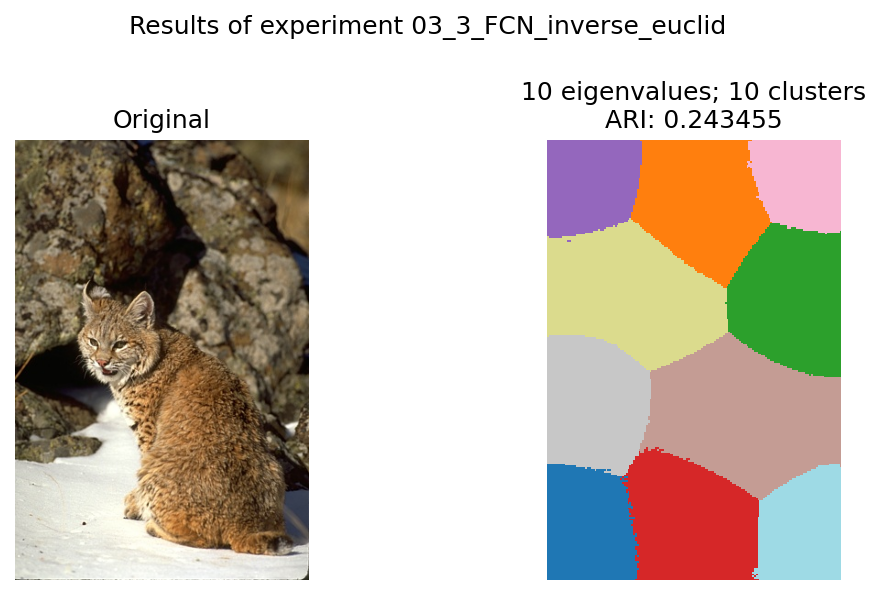 Results of experiment 03_3_FCN_inverse_euclid
Original
10 eigenvalues; 10 clusters
ARI: 0.243455